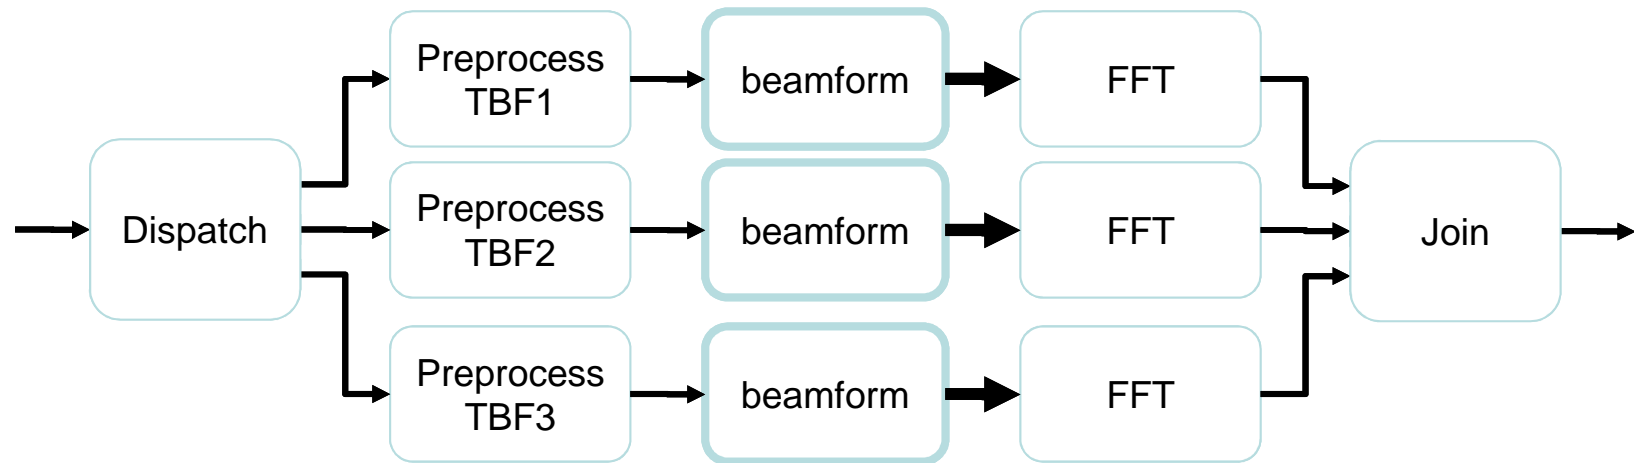 Preprocess
TBF1
beamform
FFT
Dispatch
Preprocess
TBF2
beamform
FFT
Join
Preprocess
TBF3
beamform
FFT